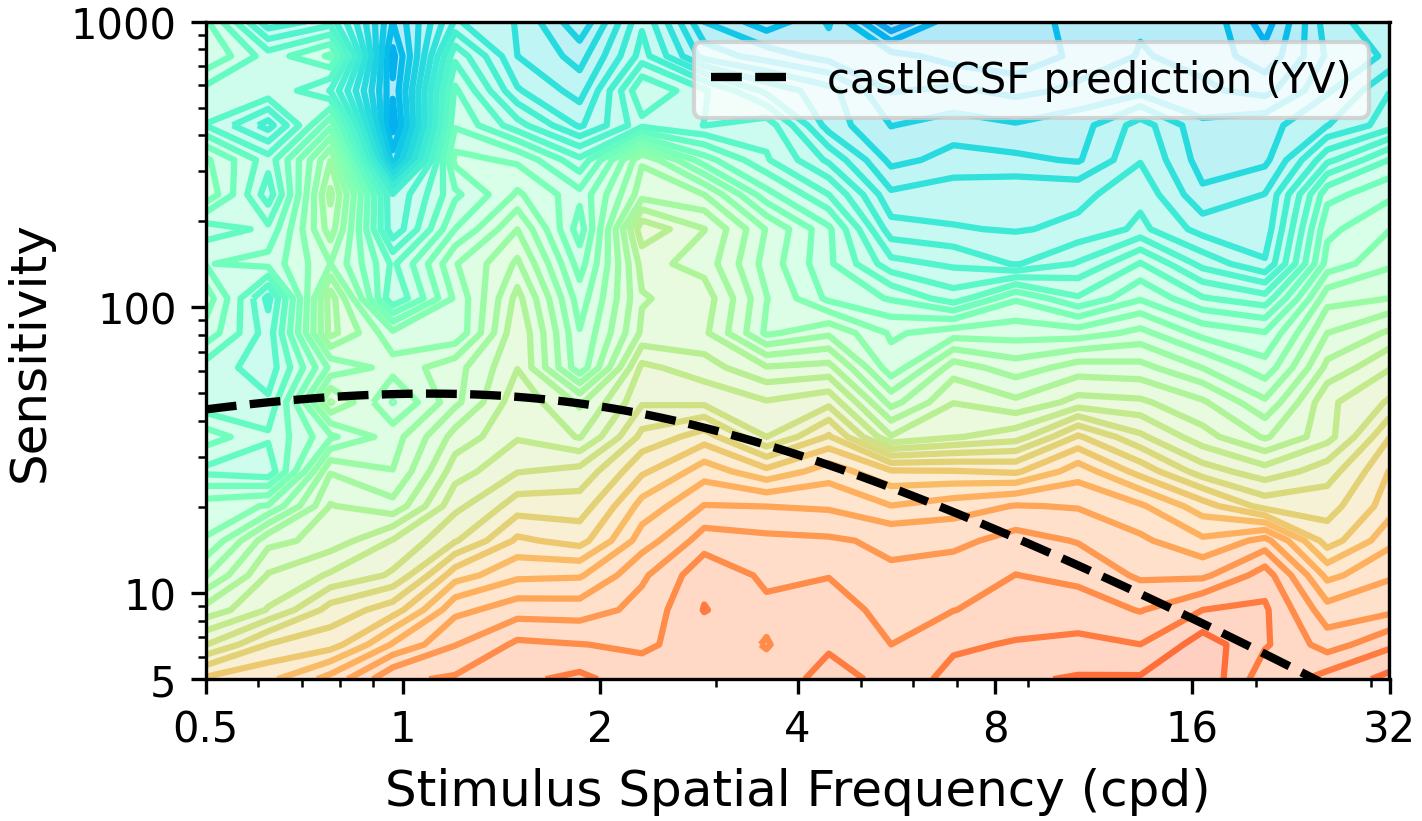 1000
100
10
5
Sensitivity
castleCSF prediction (YV)
0.5 1 2 4 8 16 32
Stimulus Spatial Frequency (cpd)